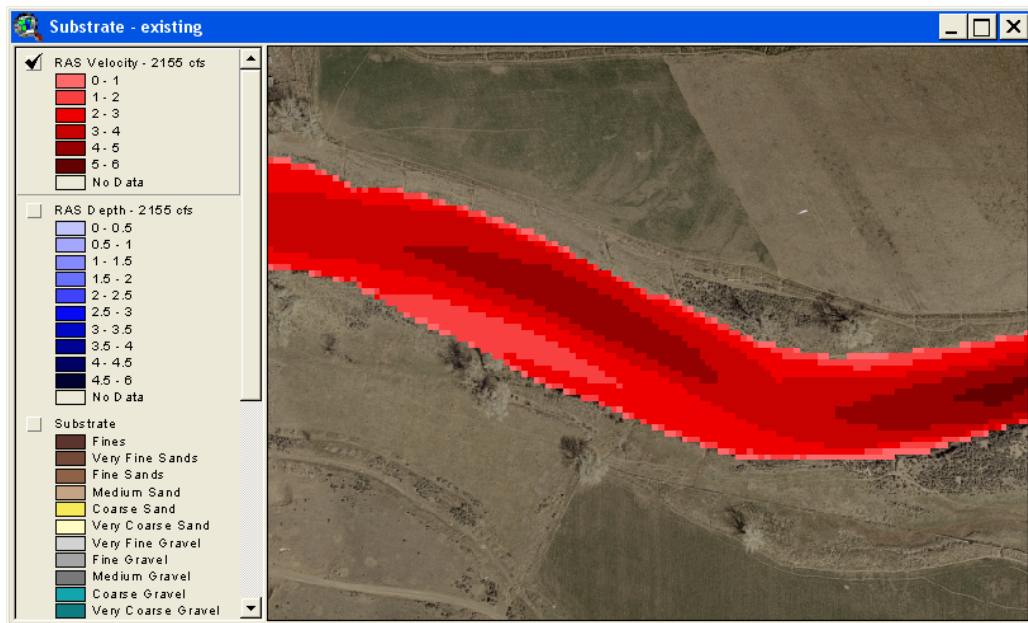 Substrate - existing
RAS Velocity - 2155 cfs
0 - 1
1 - 2
2 - 3
3 - 4
4 - 5
5 - 6
No Data
RAS Depth - 2155 cfs
0 - 0.5
0.5 - 1
1 - 1.5
1.5 - 2
2 - 2.5
2.5 - 3
3 - 3.5
3.5 - 4
4 - 4.5
4.5 - 6
No Data
Substrate
Fines
Very Fine Sands
Fine Sands
Medium Sand
Coarse Sand
Very Coarse Sand
Very Fine Gravel
Fine Gravel
Medium Gravel
Coarse Gravel
Very Coarse Gravel